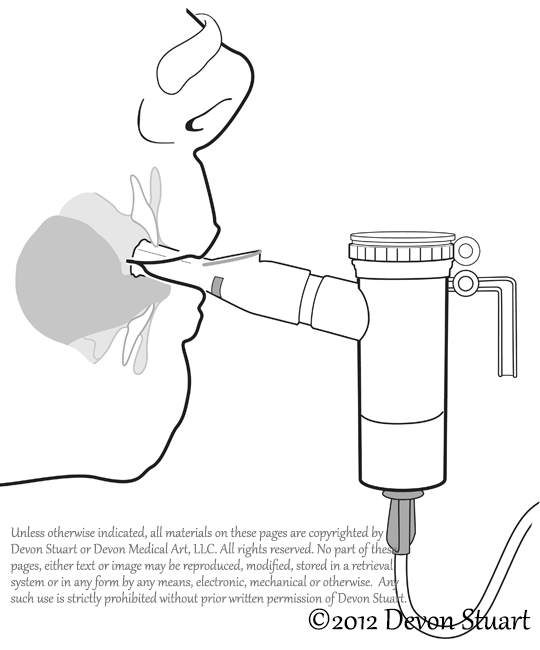 Unless otherwise indicated, all materials on these pages are copyrighted by
Devon Stuart or Devon Medical Art, LLC. All rights reserved. No part of these
pages, either text or image may be reproduced, modified, stored in a retrieval
system or in any form by any means, electronic, mechanical or otherwise. Any
such use is strictly prohibited without prior written permission of Devon Stuart.
©2012 Devon Stuart